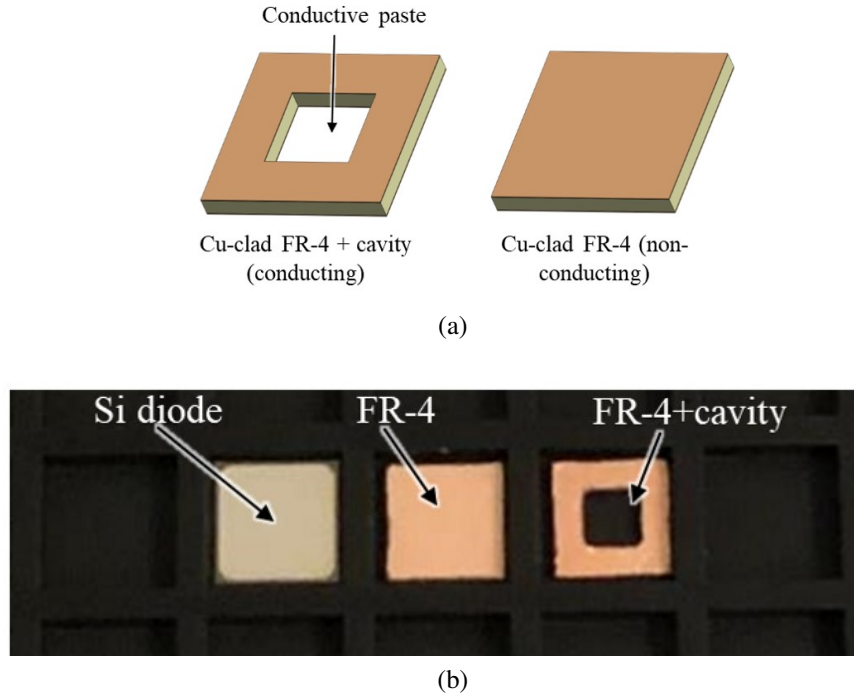 Conductive paste
Cu-clad FR-4 + cavity
(conducting)
Cu-clad FR-4 (non-
conducting)
(a)
Si diode
FR-4
FR-4+cavity
(b)